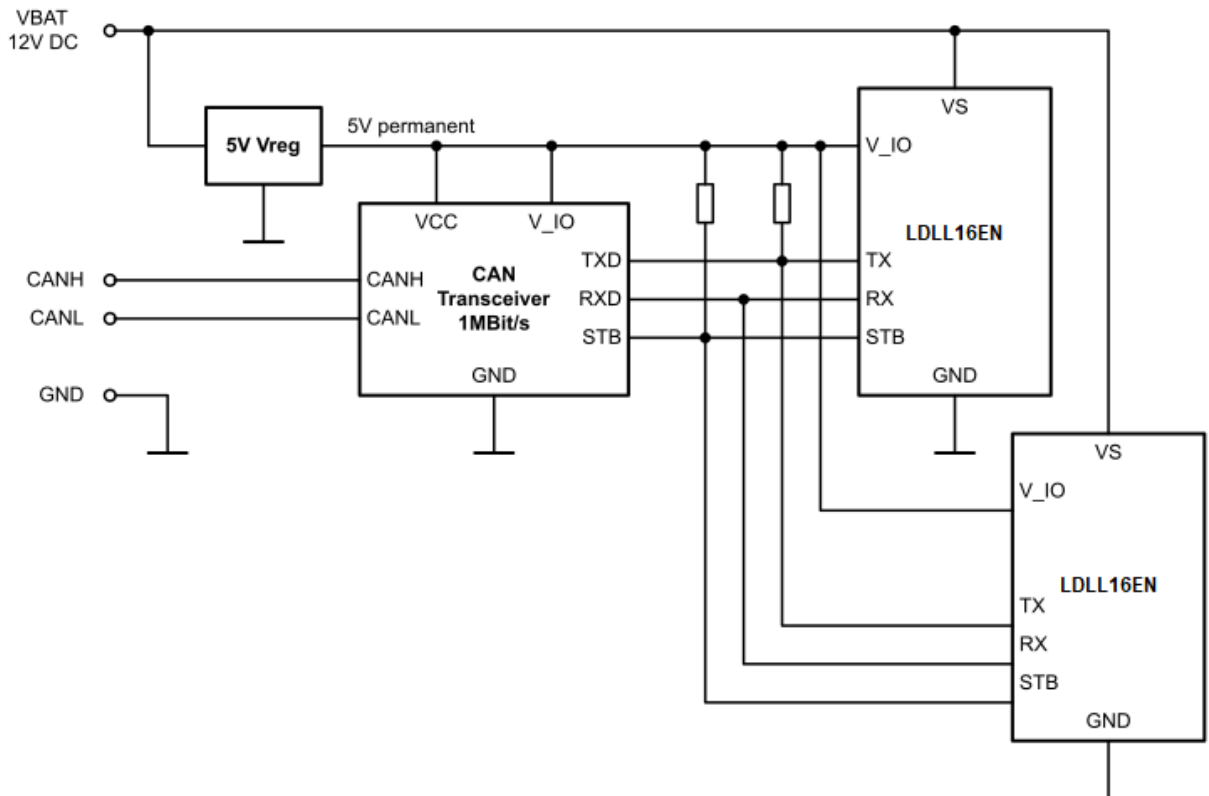 VBAT
12V DC
VS
5V permanent
5V Vreg
V_IO
VCC
V_IO
LDLL16EN
TXD
TX
CANH
CANH
CAN
Transceiver
1MBit/s
RXD
RX
CANL
CANL
STB
STB
GND
GND
GND
VS
V_IO
LDLL16EN
TX
RX
STB
GND